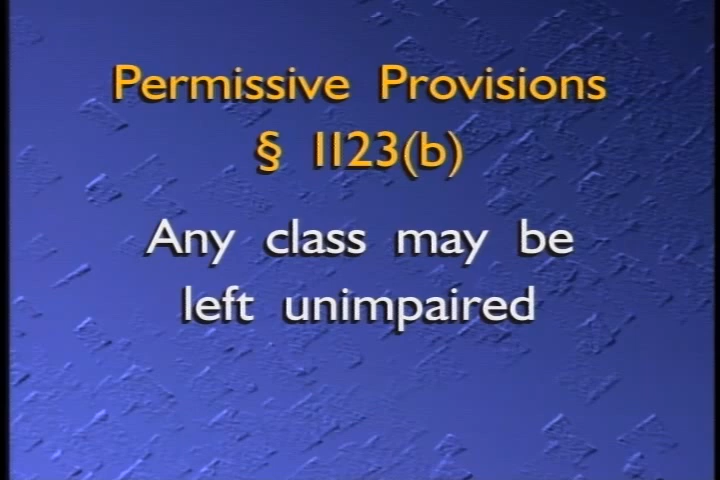 Permissive Provisions
§ 1123(b)
Any class may be
left unimpaired